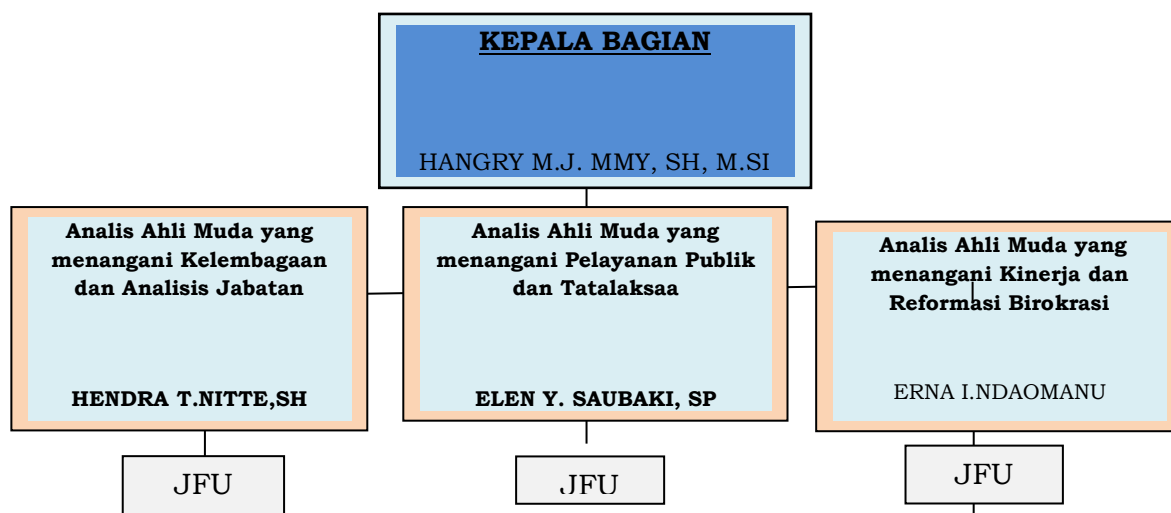 KEPALA BAGIAN
HANGRY M.J. MMY, SH, M.SI
Analis Ahli Muda yang
menangani Kelembagaan
dan Analisis Jabatan
HENDRA T.NITTE,SH
Analis Ahli Muda yang
menangani Pelayanan Publik
dan Tatalaksaa
ELEN Y. SAUBAKI, SP
Analis Ahli Muda yang
menangani Kinerja dan
Reformasi Birokrasi
ERNA I.NDAOMANU
JFU
JFU
JFU